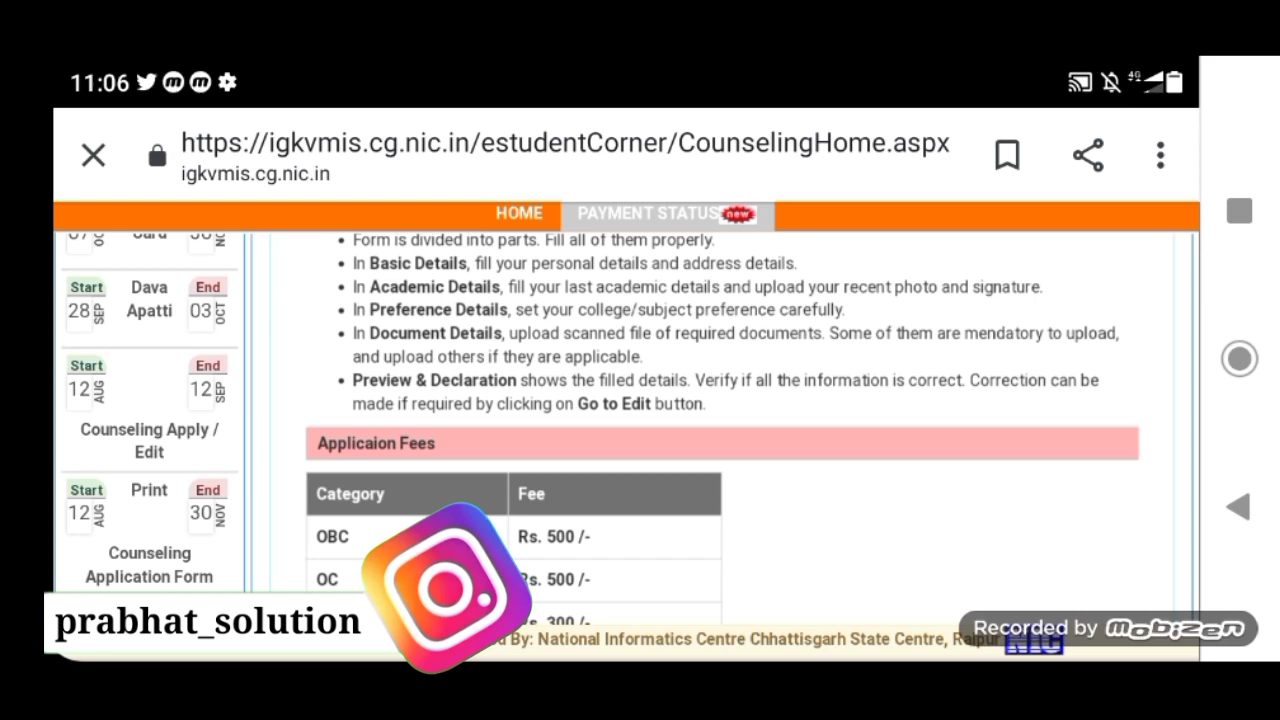 11:06
4G
https://igkvmis.cg.nic.in/estudentCorner/CounselingHome.aspx
igkvmis.cg.nic.in
HOME
PAYMENT STATUS new
Start
Dava Apatti
End
28 SEP
03 OCT
Start
End
12 AUG
12 SEP
Counseling Apply /
Edit
Start
Print
End
12 AUG
30 NOV
Counseling
Application Form
• Form is divided into parts. Fill all of them properly.
• In Basic Details, fill your personal details and address details.
• In Academic Details, fill your last academic details and upload your recent photo and signature.
• In Preference Details, set your college/subject preference carefully.
• In Document Details, upload scanned file of required documents. Some of them are mandatory to upload,
and upload others if they are applicable.
• Preview & Declaration shows the filled details. Verify if all the information is correct. Correction can be
made if required by clicking on Go to Edit button.
Applicaion Fees
Category
Fee
OBC
Rs. 500 /-
OC
Rs. 500 /-
300 /-
By: National Informatics Centre Chhattisgarh State Centre, Raipur
NIC
prabhat_solution
Recorded by mobizen